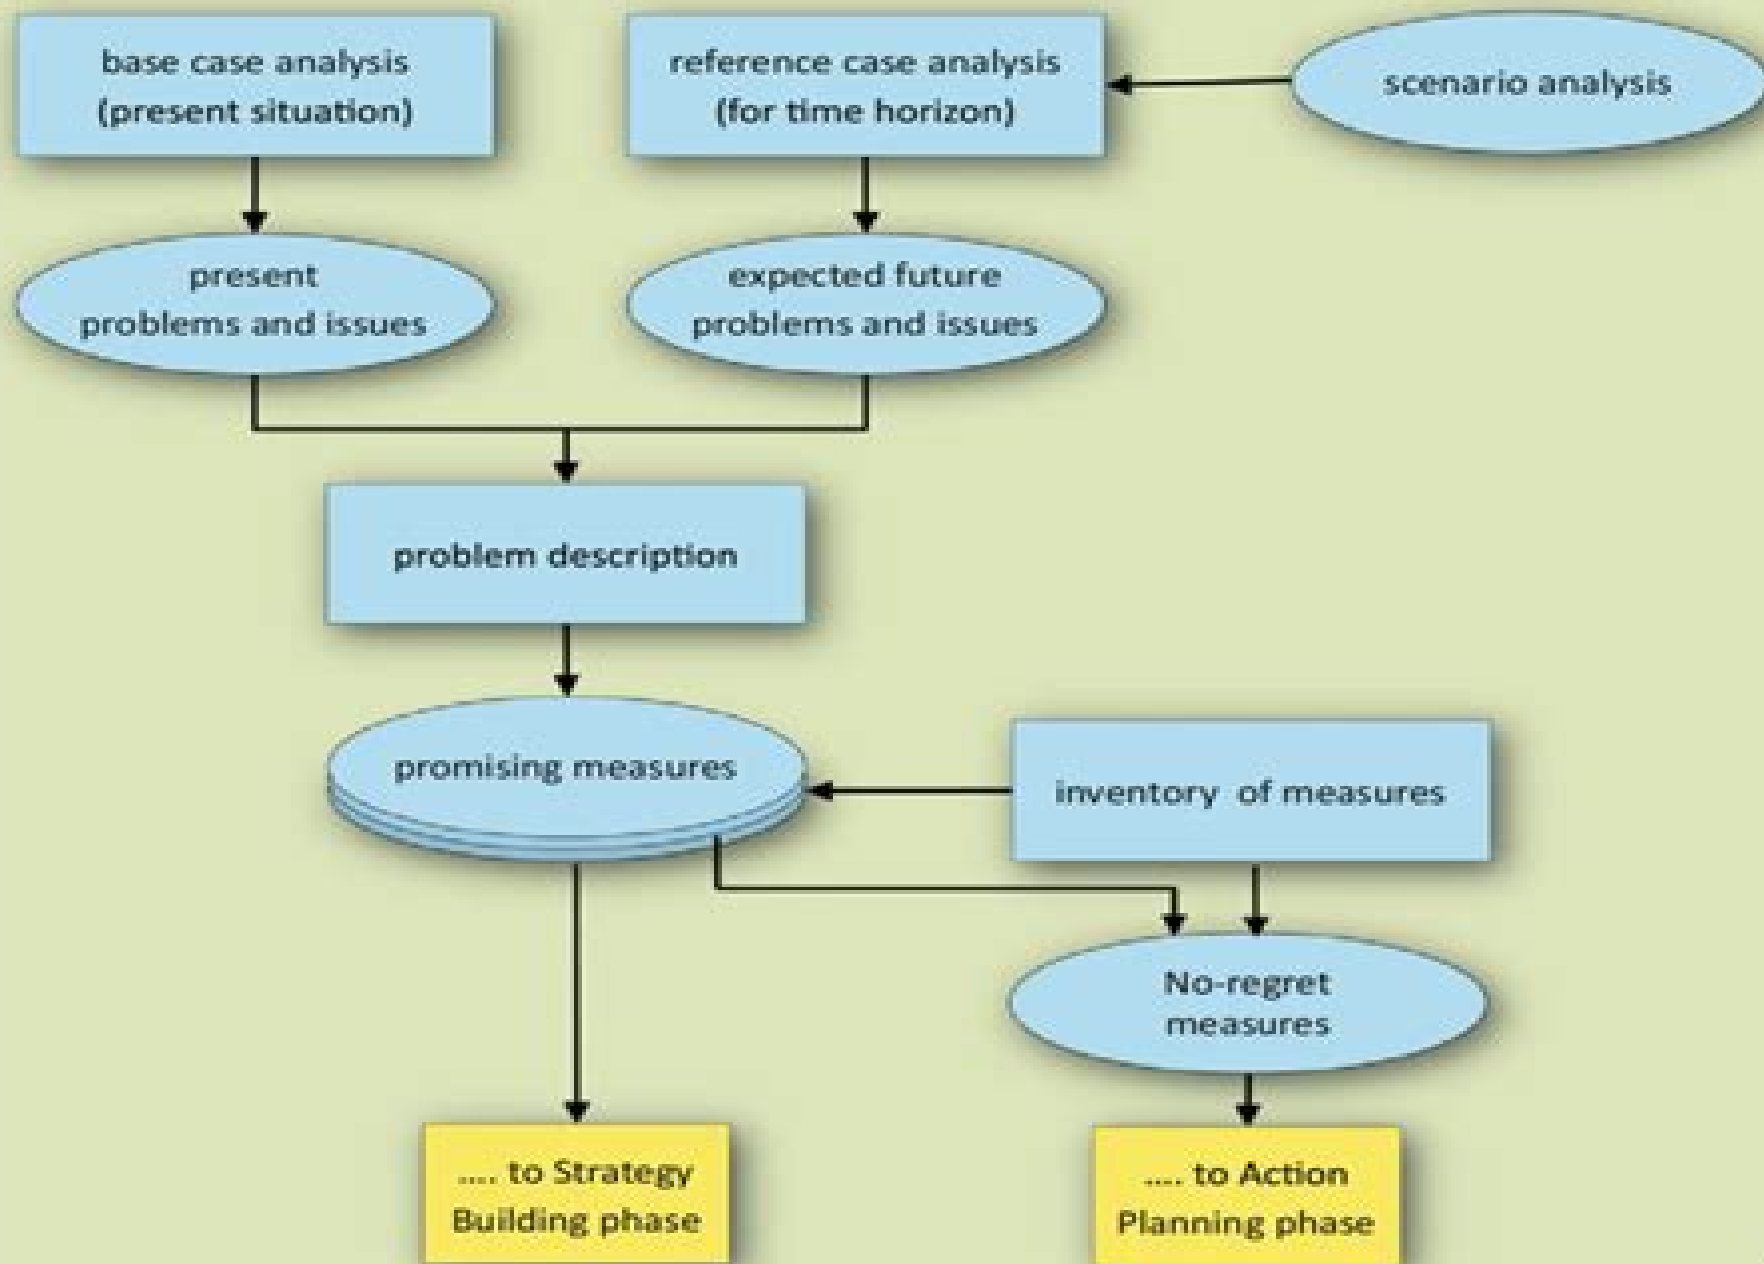 base case analysis
(present situation)
reference case analysis
(for time horizon)
scenario analysis
present
problems and issues
expected future
problems and issues
problem description
promising measures
inventory of measures
No-regret
measures
.... to Strategy
Building phase
.... to Action
Planning phase